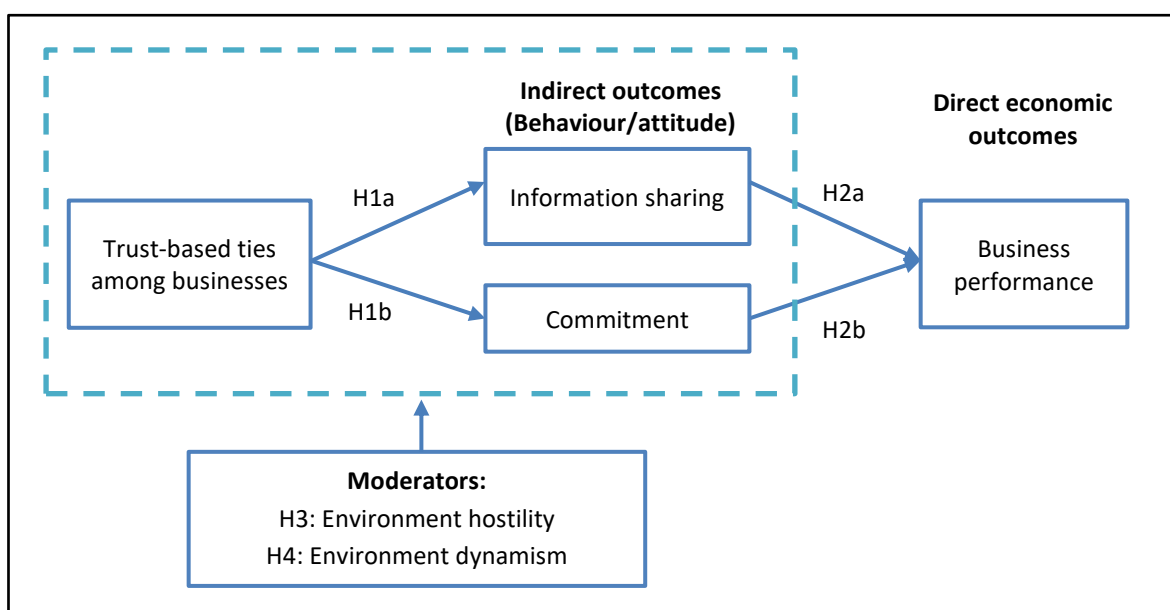 Indirect outcomes
(Behaviour/attitude)
Direct economic
outcomes
H1a
Information sharing
H2a
Trust-based ties
among businesses
Business
performance
H1b
Commitment
H2b
Moderators:
H3: Environment hostility
H4: Environment dynamism